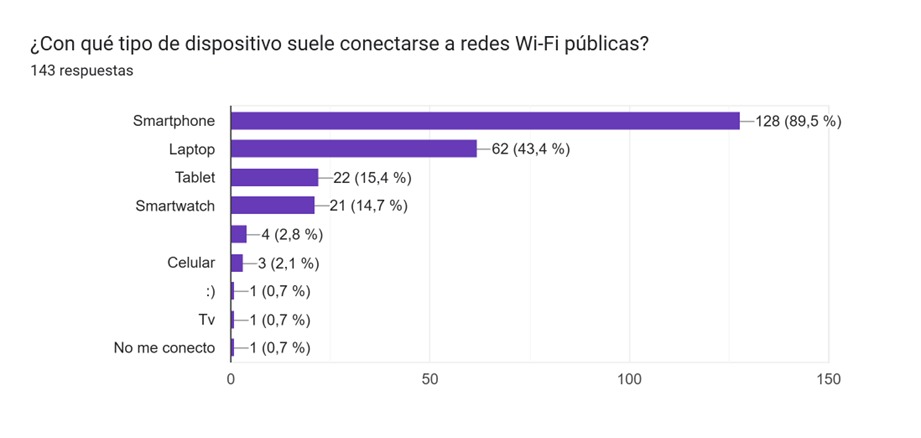 ¿Con qué tipo de dispositivo suele conectarse a redes Wi-Fi públicas?
143 respuestas
Smartphone 128 (89,5 %)
Laptop 62 (43,4 %)
Tablet 22 (15,4 %)
Smartwatch 21 (14,7 %)
4 (2,8 %)
Celular 3 (2,1 %)
:) 1 (0,7 %)
Tv 1 (0,7 %)
No me conecto 1 (0,7 %)
0 50 100 150